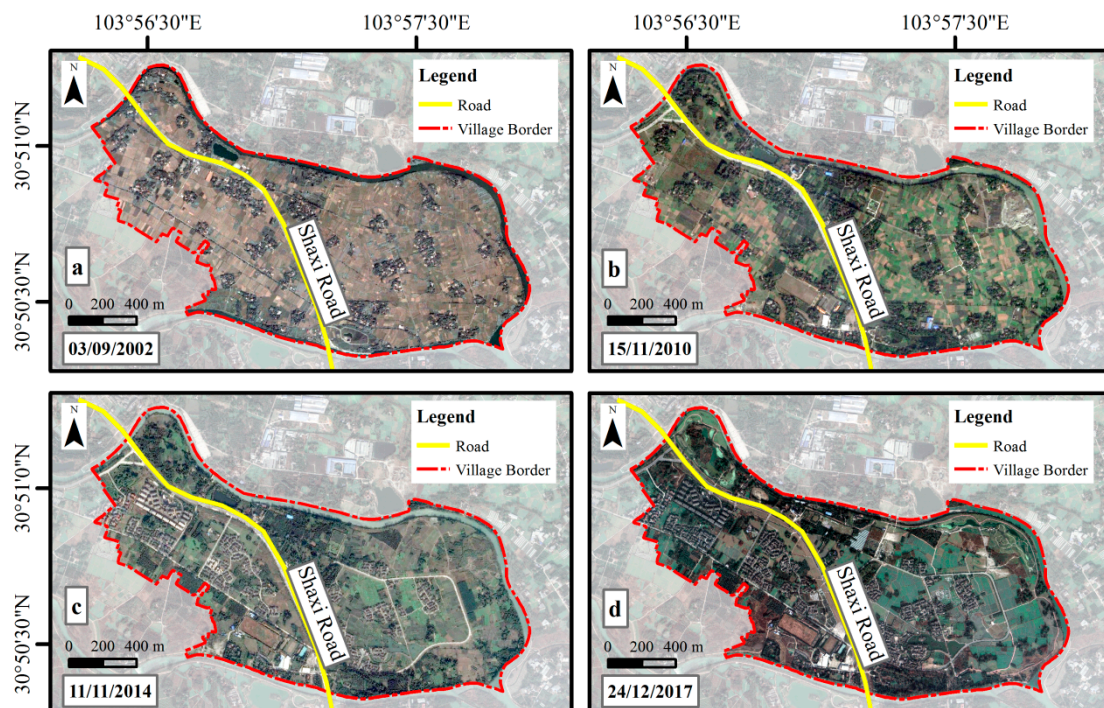 103°56'30"E
103°57'30"E
103°56'30"E
103°57'30"E
30°51'0"N
30°50'30"N
N
Legend
Road
Village Border
Shaxi Road
a
0 200 400 m
03/09/2002
N
Legend
Road
Village Border
Shaxi Road
b
0 200 400 m
15/11/2010
30°51'0"N
30°50'30"N
N
Legend
Road
Village Border
Shaxi Road
c
0 200 400 m
11/11/2014
N
Legend
Road
Village Border
Shaxi Road
d
0 200 400 m
24/12/2017